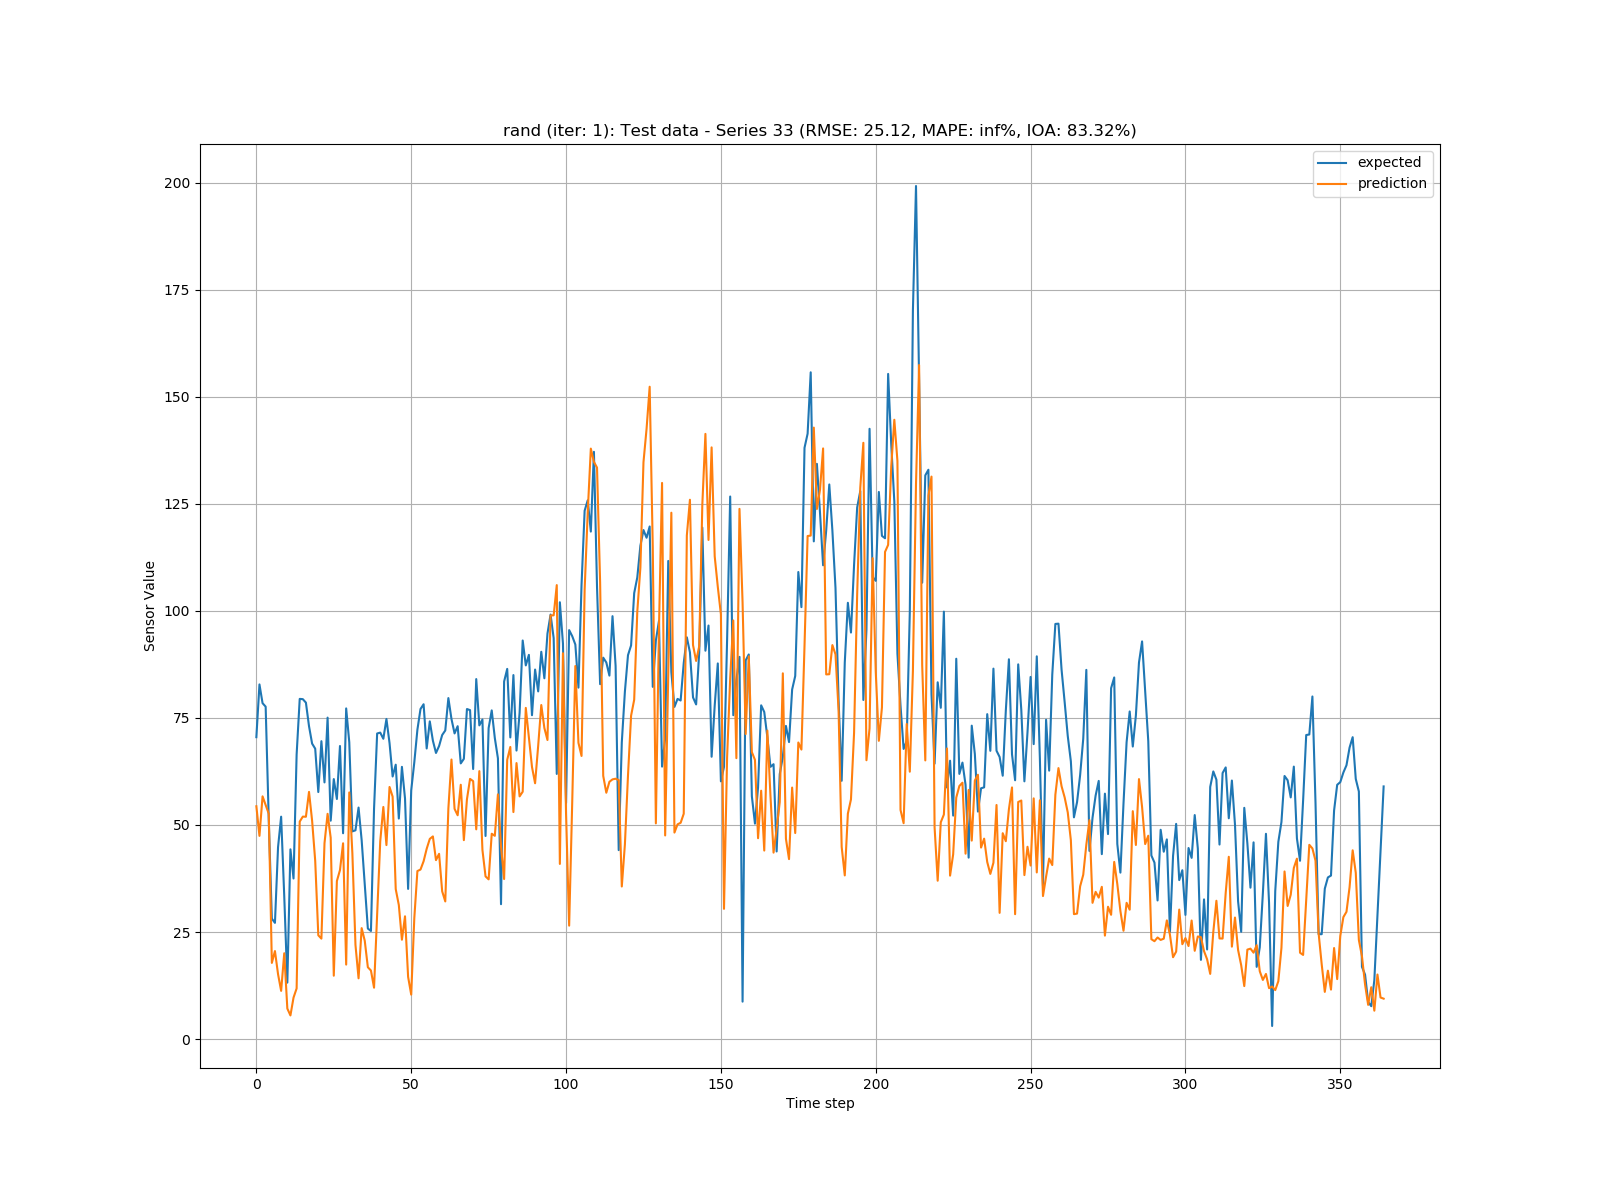 rand (iter: 1): Test data - Series 33 (RMSE: 25.12, MAPE: inf%, IOA: 83.32%)
expected
prediction
200
175
150
125
100
75
50
25
0
Sensor Value
0 50 100 150 200 250 300 350
Time step